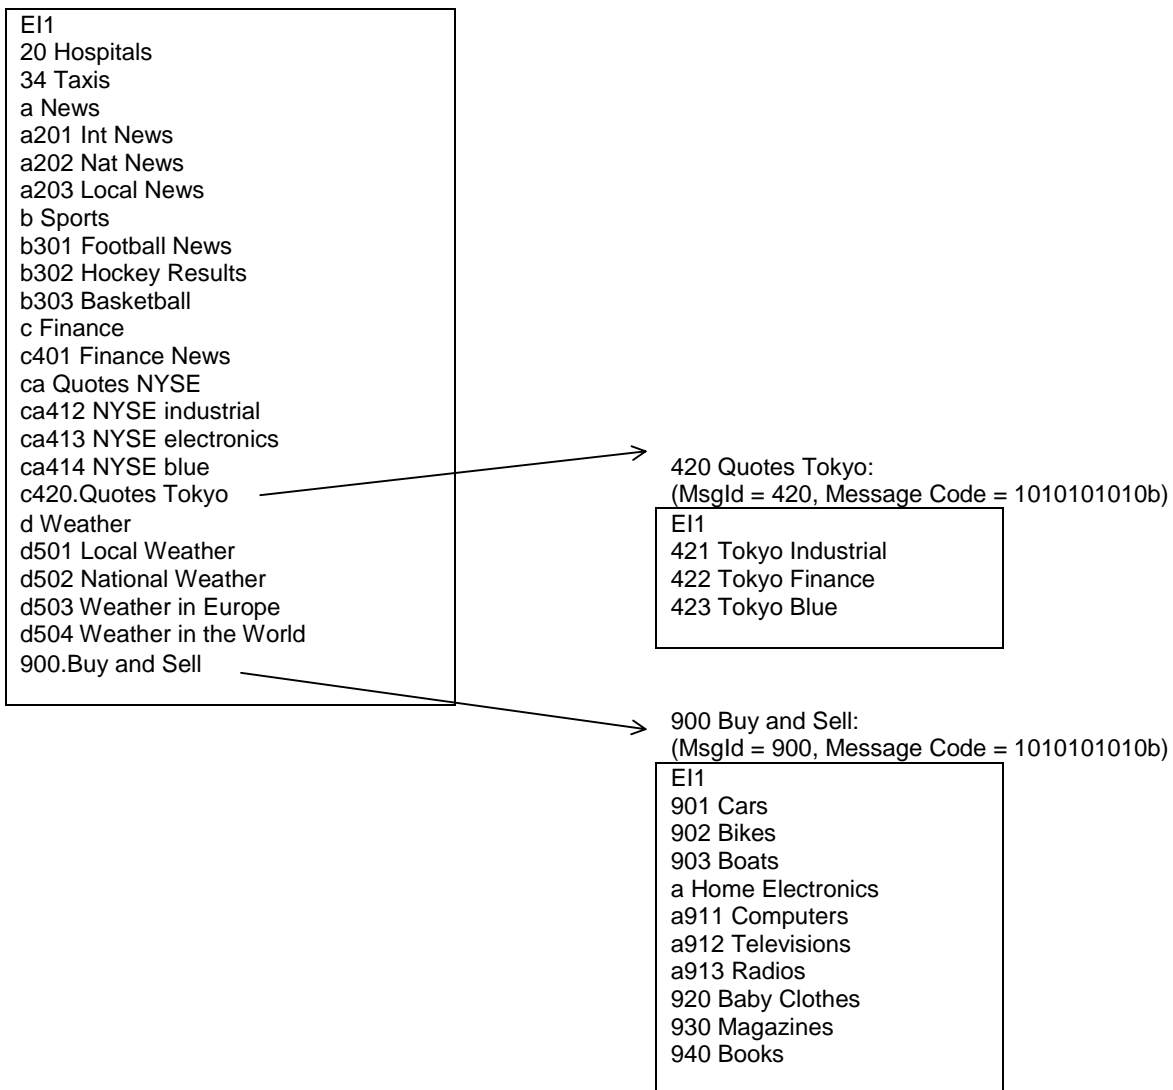 EI1
20 Hospitals
34 Taxis
a News
a201 Int News
a202 Nat News
a203 Local News
b Sports
b301 Football News
b302 Hockey Results
b303 Basketball
c Finance
c401 Finance News
ca Quotes NYSE
ca412 NYSE industrial
ca413 NYSE electronics
ca414 NYSE blue
c420.Quotes Tokyo
d Weather
d501 Local Weather
d502 National Weather
d503 Weather in Europe
d504 Weather in the World
900.Buy and Sell
420 Quotes Tokyo:
(MsgId = 420, Message Code = 1010101010b)
EI1
421 Tokyo Industrial
422 Tokyo Finance
423 Tokyo Blue
900 Buy and Sell:
(MsgId = 900, Message Code = 1010101010b)
EI1
901 Cars
902 Bikes
903 Boats
a Home Electronics
a911 Computers
a912 Televisions
a913 Radios
920 Baby Clothes
930 Magazines
940 Books